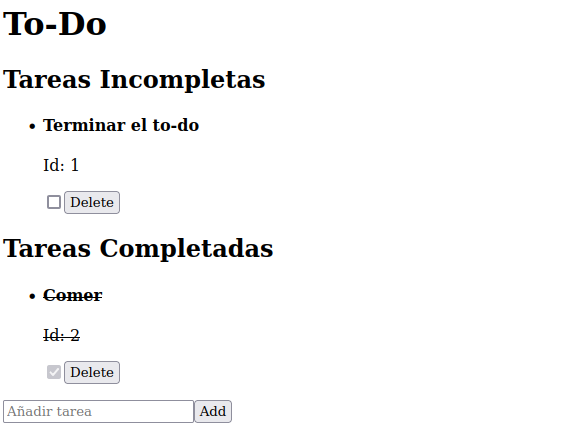 To-Do
Tareas Incompletas
Terminar el to-do
Id: 1
Delete
Tareas Completadas
Comer
Id: 2
Delete
Añadir tarea Add